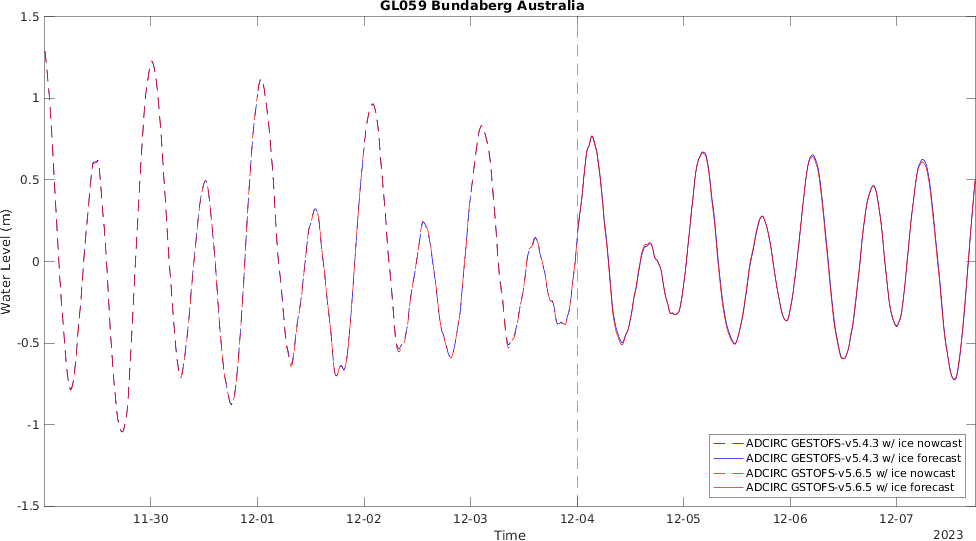 GL059 Bundaberg Australia
1.5
1
0.5
0
-0.5
-1
-1.5
Water Level (m)
11-30
12-01
12-02
12-03
12-04
12-05
12-06
12-07
Time
2023
ADCIRC GESTOFS-v5.4.3 w/ ice nowcast
ADCIRC GESTOFS-v5.4.3 w/ ice forecast
ADCIRC GSTOFS-v5.6.5 w/ ice nowcast
ADCIRC GSTOFS-v5.6.5 w/ ice forecast